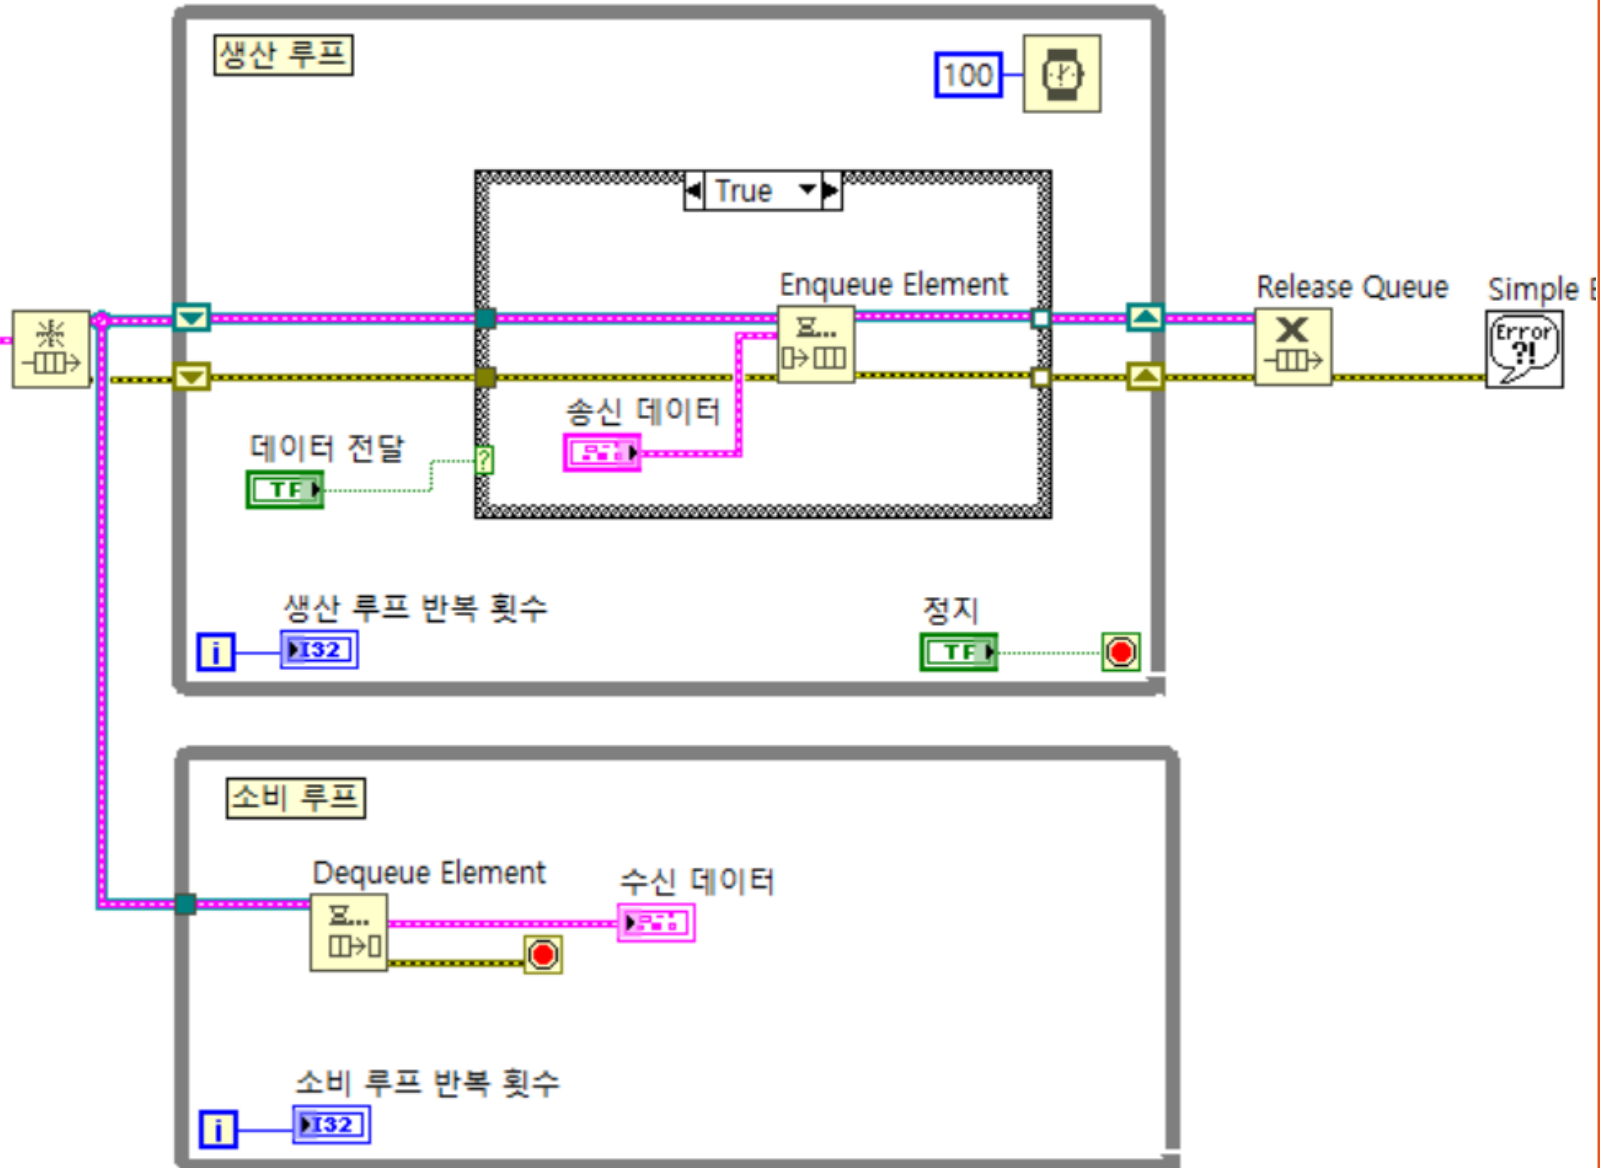 생산 루프
100
True
Enqueue Element
Release Queue
Simple
Error
?!
송신 데이터
데이터 전달
?
TF
생산 루프 반복 횟수
정지
i
I32
TF
소비 루프
Dequeue Element
수신 데이터
소비 루프 반복 횟수
i
I32